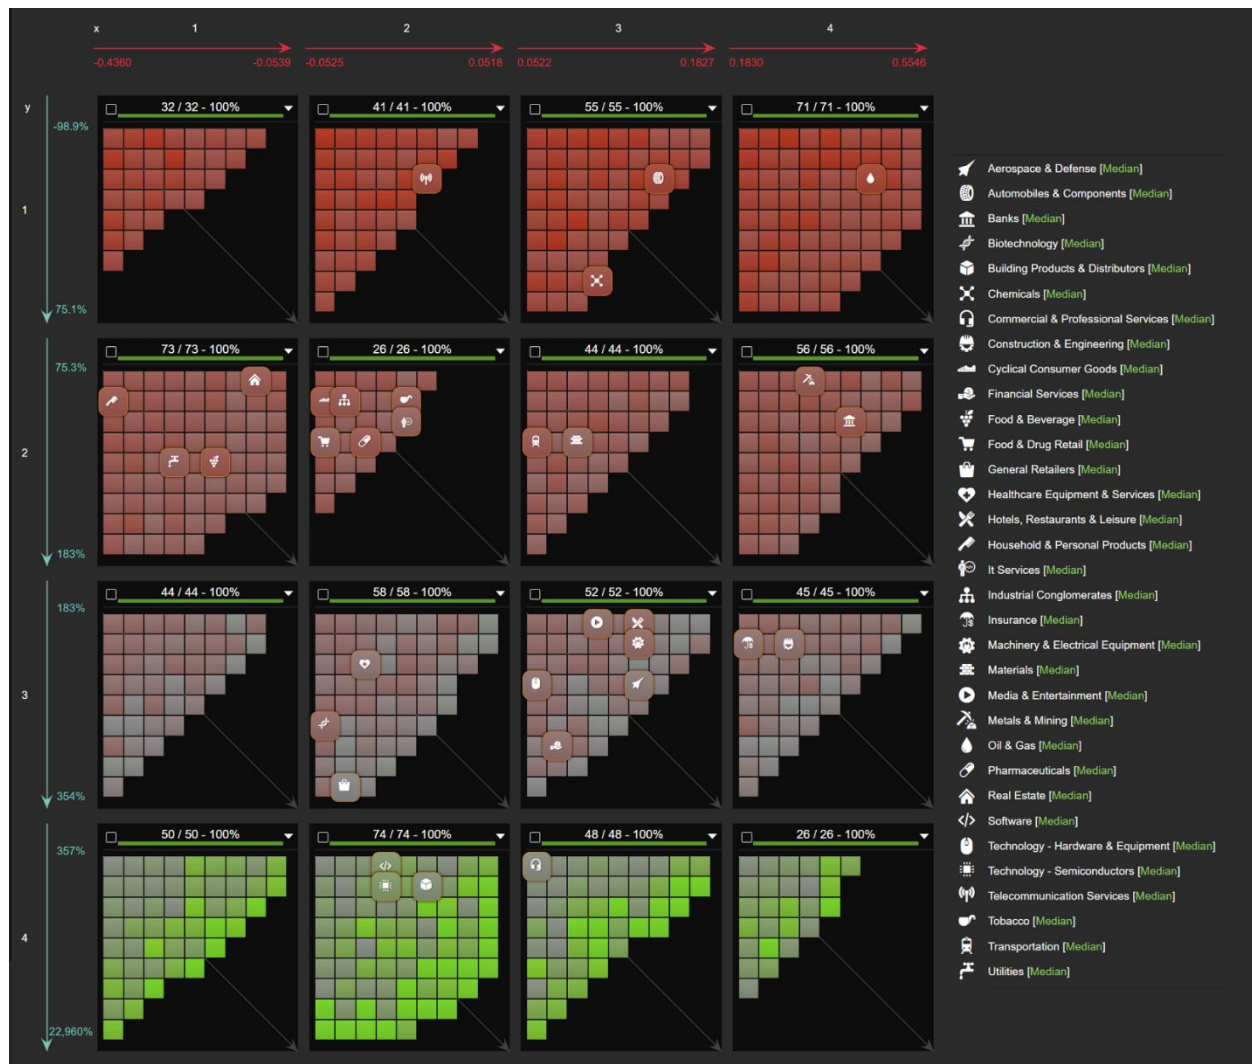 x 1 2 3 4
-0.4360 -0.0539 -0.0525 0.0518 0.0522 0.1827 0.1830 0.5546
y
32 / 32 - 100% 41 / 41 - 100% 55 / 55 - 100% 71 / 71 - 100%
-98.9%
1
75.1%
73 / 73 - 100% 26 / 26 - 100% 44 / 44 - 100% 56 / 56 - 100%
75.3%
2
183%
44 / 44 - 100% 58 / 58 - 100% 52 / 52 - 100% 45 / 45 - 100%
183%
3
354%
50 / 50 - 100% 74 / 74 - 100% 48 / 48 - 100% 26 / 26 - 100%
357%
4
22,960%
Aerospace & Defense [Median]
Automobiles & Components [Median]
Banks [Median]
Biotechnology [Median]
Building Products & Distributors [Median]
Chemicals [Median]
Commercial & Professional Services [Median]
Construction & Engineering [Median]
Cyclical Consumer Goods [Median]
Financial Services [Median]
Food & Beverage [Median]
Food & Drug Retail [Median]
General Retailers [Median]
Healthcare Equipment & Services [Median]
Hotels, Restaurants & Leisure [Median]
Household & Personal Products [Median]
It Services [Median]
Industrial Conglomerates [Median]
Insurance [Median]
Machinery & Electrical Equipment [Median]
Materials [Median]
Media & Entertainment [Median]
Metals & Mining [Median]
Oil & Gas [Median]
Pharmaceuticals [Median]
Real Estate [Median]
Software [Median]
Technology - Hardware & Equipment [Median]
Technology - Semiconductors [Median]
Telecommunication Services [Median]
Tobacco [Median]
Transportation [Median]
Utilities [Median]